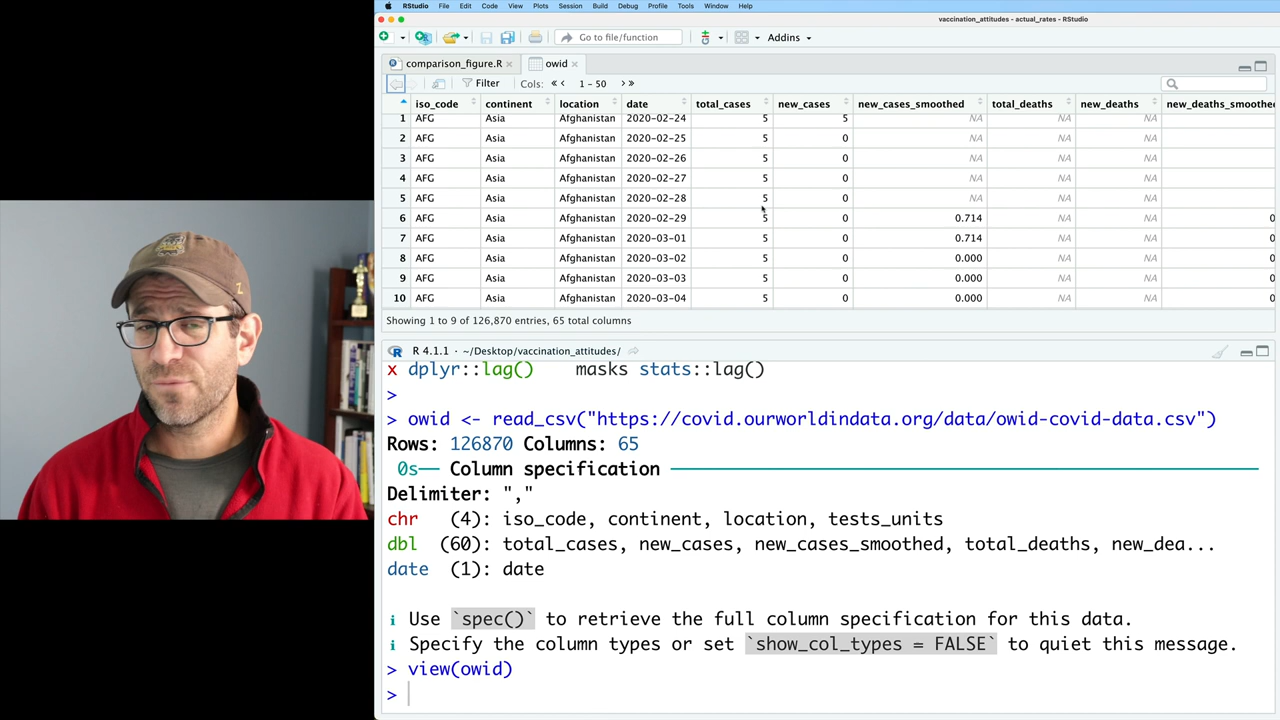 RStudio File Edit Code View Plots Session Build Debug Profile Tools Window Help
vaccination_attitudes - actual_rates - RStudio
Go to file/function Addins
comparison_figure.R owid
Filter Cols: 1 - 50
iso_code continent location date total_cases new_cases new_cases_smoothed total_deaths new_deaths new_deaths_smoothe
1 AFG Asia Afghanistan 2020-02-24 5 5 NA NA NA
2 AFG Asia Afghanistan 2020-02-25 5 0 NA NA NA
3 AFG Asia Afghanistan 2020-02-26 5 0 NA NA NA
4 AFG Asia Afghanistan 2020-02-27 5 0 NA NA NA
5 AFG Asia Afghanistan 2020-02-28 5 0 NA NA NA
6 AFG Asia Afghanistan 2020-02-29 5 0 0.714 NA NA 0
7 AFG Asia Afghanistan 2020-03-01 5 0 0.714 NA NA 0
8 AFG Asia Afghanistan 2020-03-02 5 0 0.000 NA NA 0
9 AFG Asia Afghanistan 2020-03-03 5 0 0.000 NA NA 0
10 AFG Asia Afghanistan 2020-03-04 5 0 0.000 NA NA 0
Showing 1 to 9 of 126,870 entries, 65 total columns
R R 4.1.1 · ~/Desktop/vaccination_attitudes/
x dplyr::lag() masks stats::lag()
>
> owid <- read_csv("https://covid.ourworldindata.org/data/owid-covid-data.csv")
Rows: 126870 Columns: 65
0s── Column specification ────────
Delimiter: ","
chr (4): iso_code, continent, location, tests_units
dbl (60): total_cases, new_cases, new_cases_smoothed, total_deaths, new_dea...
date (1): date
i Use `spec()` to retrieve the full column specification for this data.
i Specify the column types or set `show_col_types = FALSE` to quiet this message.
> view(owid)
>